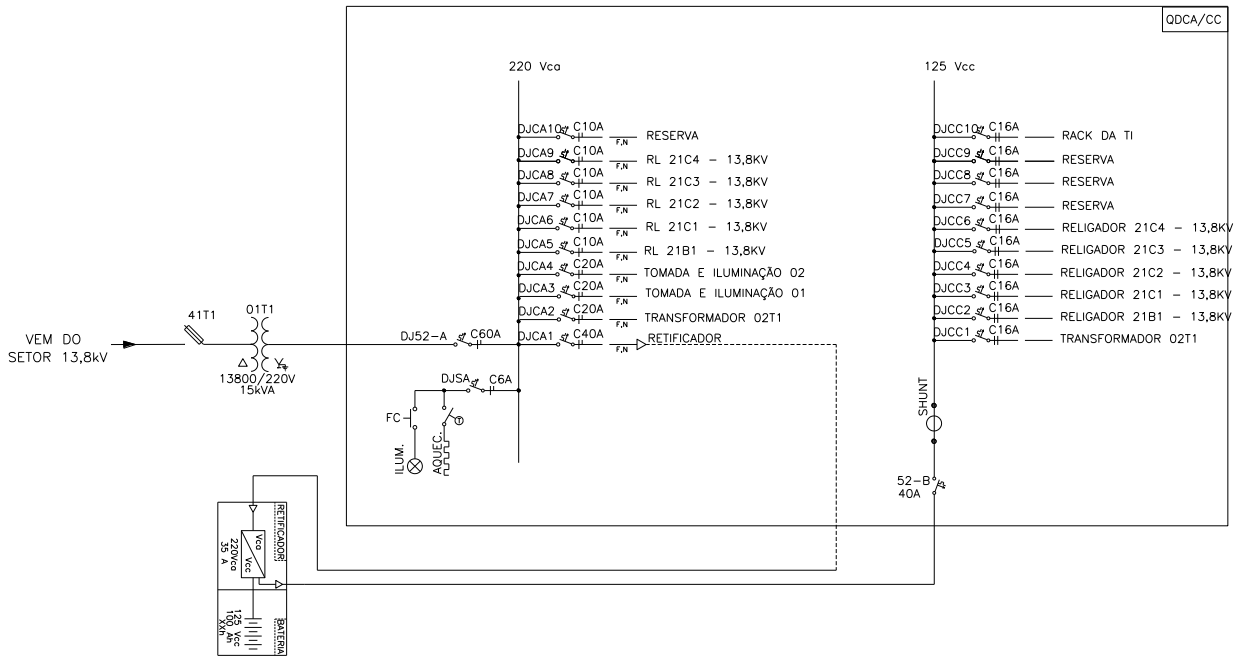 QDCA/CC
220 Vca
125 Vcc
DJCA10 C10A F,N RESERVA
DJCA9 C10A F,N RL 21C4 - 13,8KV
DJCA8 C10A F,N RL 21C3 - 13,8KV
DJCA7 C10A F,N RL 21C2 - 13,8KV
DJCA6 C10A F,N RL 21C1 - 13,8KV
DJCA5 C10A F,N RL 21B1 - 13,8KV
DJCA4 C20A F,N TOMADA E ILUMINAÇÃO 02
DJCA3 C20A F,N TOMADA E ILUMINAÇÃO 01
DJCA2 C20A F,N TRANSFORMADOR 02T1
DJCA1 C40A F,N RETIFICADOR
DJCC10 C16A RACK DA TI
DJCC9 C16A RESERVA
DJCC8 C16A RESERVA
DJCC7 C16A RESERVA
DJCC6 C16A RELIGADOR 21C4 - 13,8KV
DJCC5 C16A RELIGADOR 21C3 - 13,8KV
DJCC4 C16A RELIGADOR 21C2 - 13,8KV
DJCC3 C16A RELIGADOR 21C1 - 13,8KV
DJCC2 C16A RELIGADOR 21B1 - 13,8KV
DJCC1 C16A TRANSFORMADOR 02T1
VEM DO
SETOR 13,8kV
41T1
01T1
13800/220V
15kVA
DJ52-A C60A
DJSA C6A
FC
T
ILUM.
AQUEC.
SHUNT
52-B
40A
RETIFICADOR
Vca
Vcc
220Vca
35 A
BATERIA
125 Vcc
100 Ah
XXh